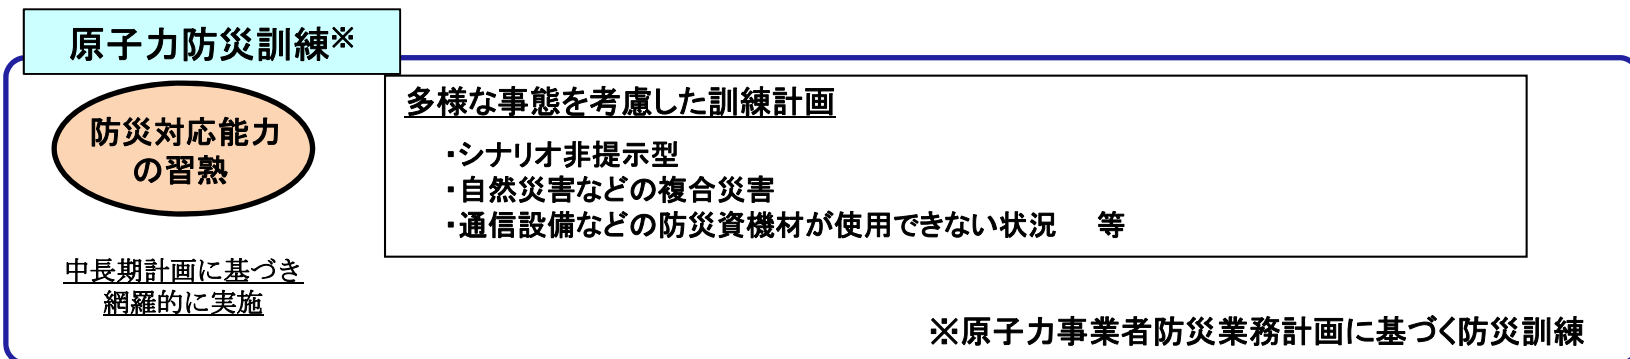 原子力防災訓練※
防災対応能力
の習熟
中長期計画に基づき
網羅的に実施
多様な事態を考慮した訓練計画
・シナリオ非提示型
・自然災害などの複合災害
・通信設備などの防災資機材が使用できない状況　等
※原子力事業者防災業務計画に基づく防災訓練